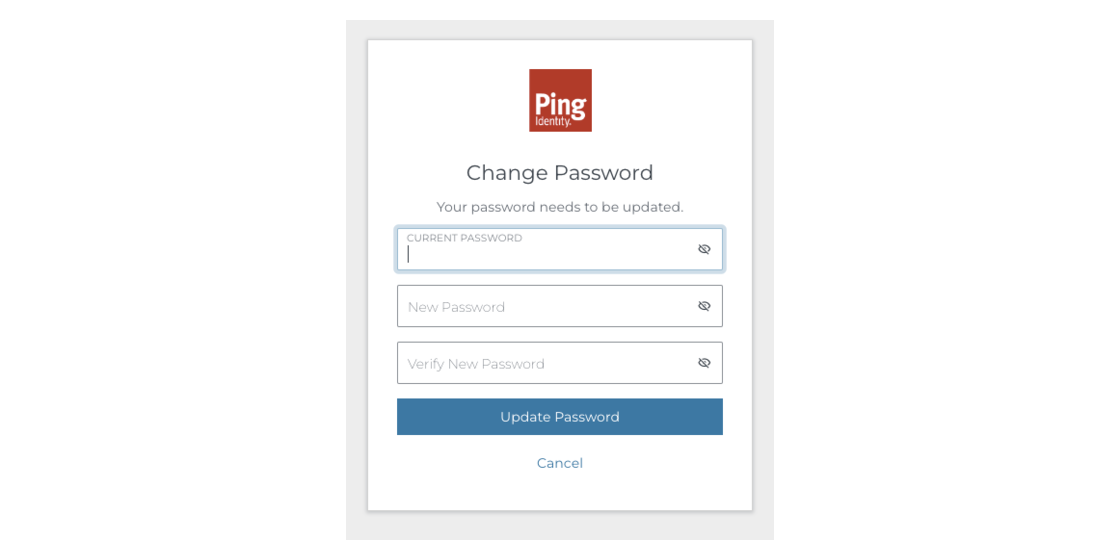 Ping
Identity.
Change Password
Your password needs to be updated.
CURRENT PASSWORD
New Password
Verify New Password
Update Password
Cancel